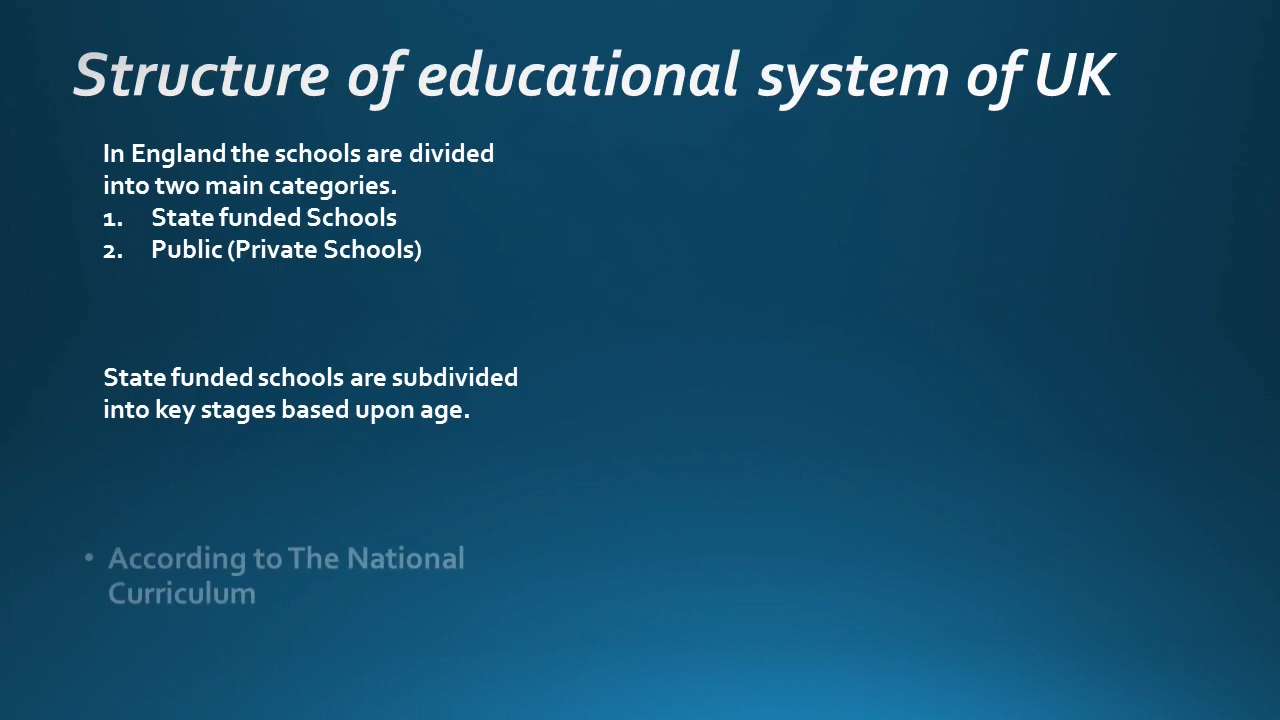 Structure of educational system of UK
In England the schools are divided
into two main categories.
1. State funded Schools
2. Public (Private Schools)
State funded schools are subdivided
into key stages based upon age.
• According to The National
Curriculum